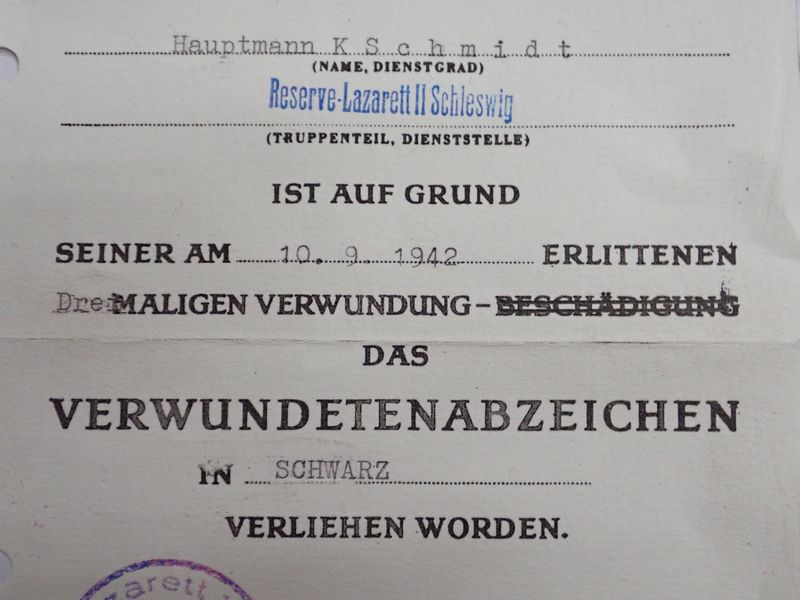 Hauptmann K S c h m i d t
(NAME, DIENSTGRAD)
Reserve-Lazarett II Schleswig
(TRUPPENTEIL, DIENSTSTELLE)
IST AUF GRUND
SEINER AM 10. 9. 1942 ERLITTENEN
Drei MALIGEN VERWUNDUNG – BESCHÄDIGUNG
DAS
VERWUNDETENABZEICHEN
IN SCHWARZ
VERLIEHEN WORDEN.
azarett